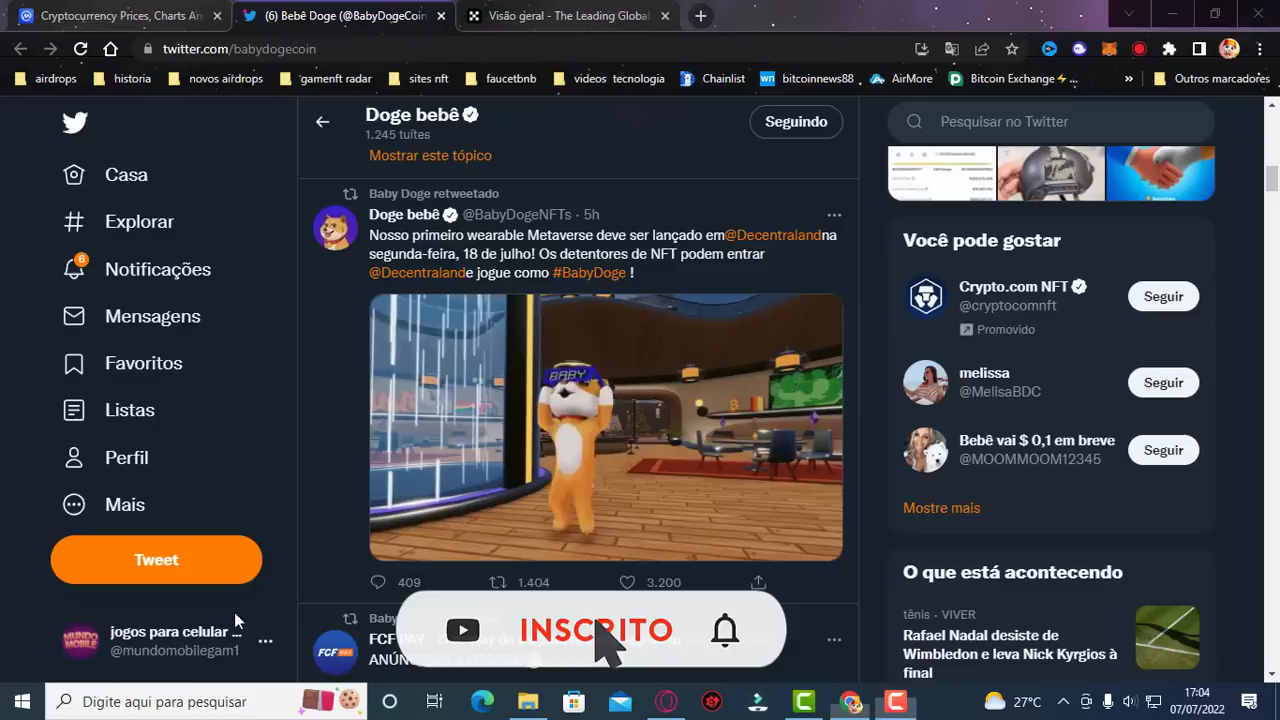 Cryptocurrency Prices, Charts An
(6) Bebê Doge (@BabyDogeCoin)
Visão geral - The Leading Global
twitter.com/babydogecoin
airdrops
historia
novos airdrops
'gamenft radar
sites nft
faucetbnb
videos tecnologia
Chainlist
wn bitcoinnews88
AirMore
Bitcoin Exchange⚡...
»
Outros marcadores
Casa
Explorar
6
Notificações
Mensagens
Favoritos
Listas
Perfil
Mais
Tweet
MUNDO MOBILE
jogos para celular ...
@mundomobilegam1
Doge bebê
1.245 tuítes
Seguindo
Mostrar este tópico
Baby Doge retweetado
Doge bebê @BabyDogeNFTs · 5h
Nosso primeiro wearable Metaverse deve ser lançado em@Decentralandna
segunda-feira, 18 de julho! Os detentores de NFT podem entrar
@Decentralande jogue como #BabyDoge !
BABY
409
1.404
3.200
INSCRITO
FCF
Pesquisar no Twitter
Você pode gostar
Crypto.com NFT
@cryptocomnft
Promovido
Seguir
melissa
@MelisaBDC
Seguir
Bebê vai $ 0,1 em breve
@MOOMMOOM12345
Seguir
Mostre mais
O que está acontecendo
tênis · VIVER
Rafael Nadal desiste de
Wimbledon e leva Nick Kyrgios à
final
Digite aqui para pesquisar
27°C
17:04
07/07/2022